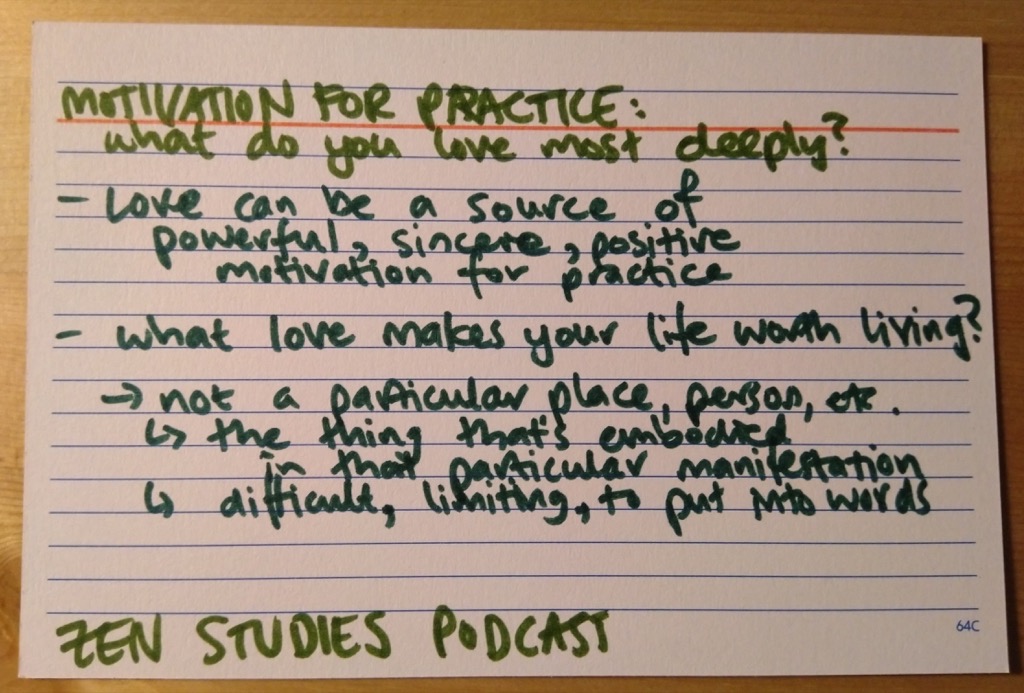 MOTIVATION FOR PRACTICE:
what do you love most deeply?
- Love can be a source of
powerful, sincere, positive
motivation for practice
- what love makes your life worth living?
→ not a particular place, person, etc.
↳ the thing that's embodied
in that particular manifestation
↳ difficult, limiting, to put into words
ZEN STUDIES PODCAST
64C